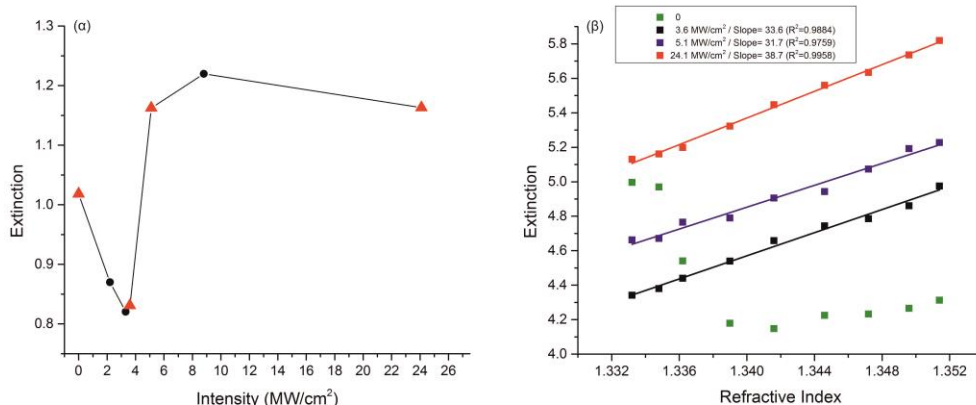 (α)
Extinction
1.3
1.2
1.1
1.0
0.9
0.8
0 2 4 6 8 10 12 14 16 18 20 22 24 26
Intensity (MW/cm²)
(β)
0
3.6 MW/cm² / Slope= 33.6 (R²=0.9884)
5.1 MW/cm² / Slope= 31.7 (R²=0.9759)
24.1 MW/cm² / Slope= 38.7 (R²=0.9958)
Extinction
5.8
5.6
5.4
5.2
5.0
4.8
4.6
4.4
4.2
4.0
1.332 1.336 1.340 1.344 1.348 1.352
Refractive Index